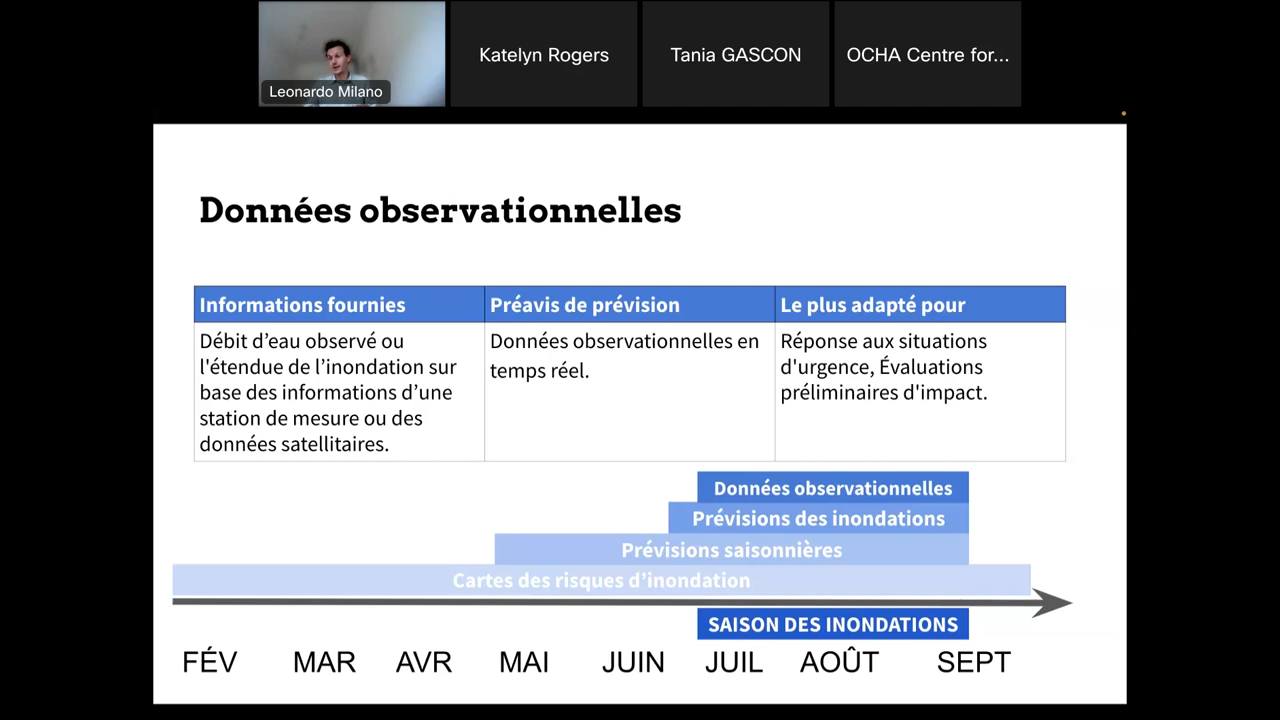 Leonardo Milano
Katelyn Rogers
Tania GASCON
OCHA Centre for...
Données observationnelles
Informations fournies
Préavis de prévision
Le plus adapté pour
Débit d’eau observé ou
l'étendue de l’inondation sur
base des informations d’une
station de mesure ou des
données satellitaires.
Données observationnelles en
temps réel.
Réponse aux situations
d'urgence, Évaluations
préliminaires d'impact.
Données observationnelles
Prévisions des inondations
Prévisions saisonnières
Cartes des risques d’inondation
SAISON DES INONDATIONS
FÉV MAR AVR MAI JUIN JUIL AOÛT SEPT